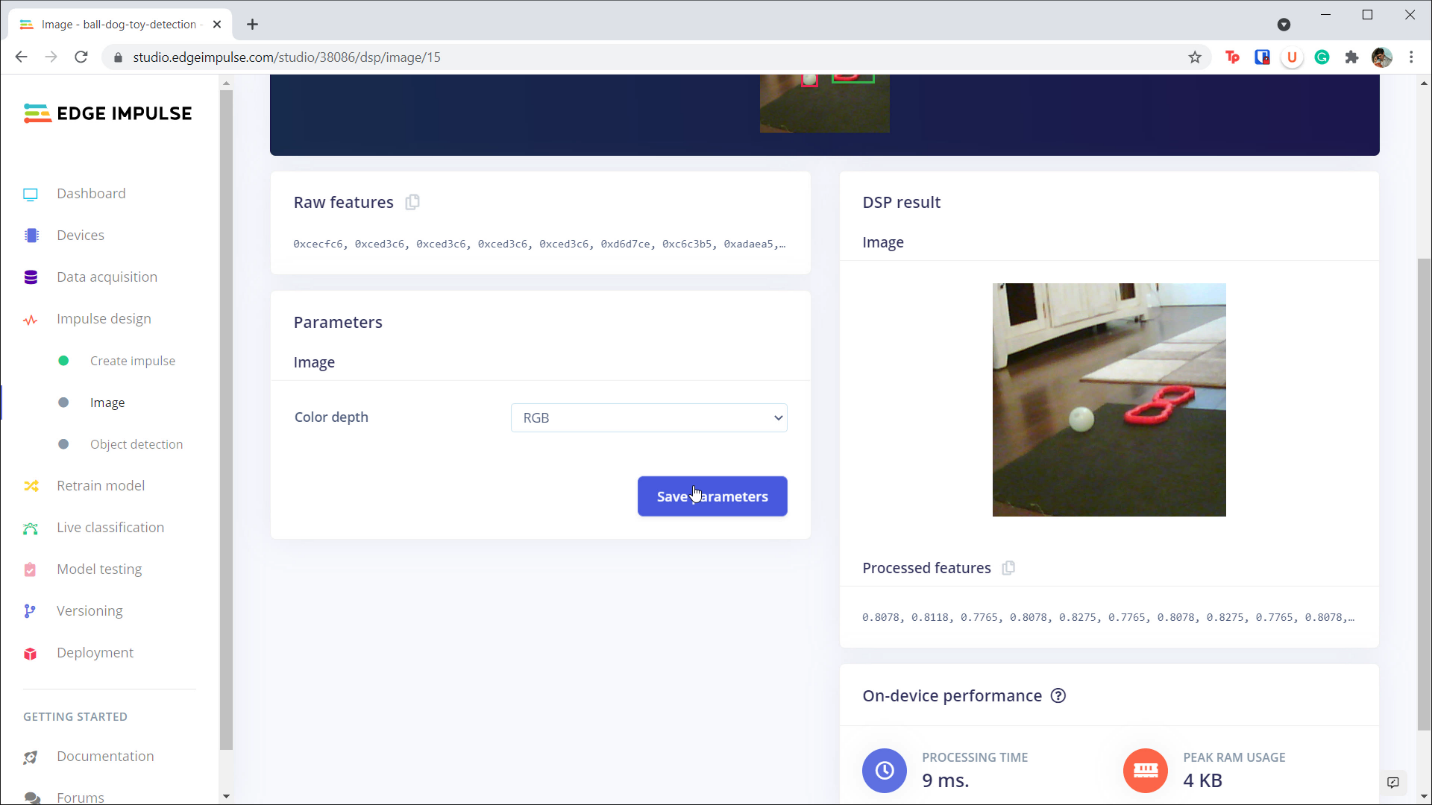 Image - ball-dog-toy-detection -
studio.edgeimpulse.com/studio/38086/dsp/image/15
Tp
U
G
EDGE IMPULSE
Dashboard
Devices
Data acquisition
Impulse design
Create impulse
Image
Object detection
Retrain model
Live classification
Model testing
Versioning
Deployment
GETTING STARTED
Documentation
Forums
Raw features
0xcecfc6, 0xced3c6, 0xced3c6, 0xced3c6, 0xced3c6, 0xd6d7ce, 0xc6c3b5, 0xadaea5,…
Parameters
Image
Color depth
RGB
Save parameters
DSP result
Image
Processed features
0.8078, 0.8118, 0.7765, 0.8078, 0.8275, 0.7765, 0.8078, 0.8275, 0.7765, 0.8078,…
On-device performance ?
PROCESSING TIME
9 ms.
PEAK RAM USAGE
4 KB